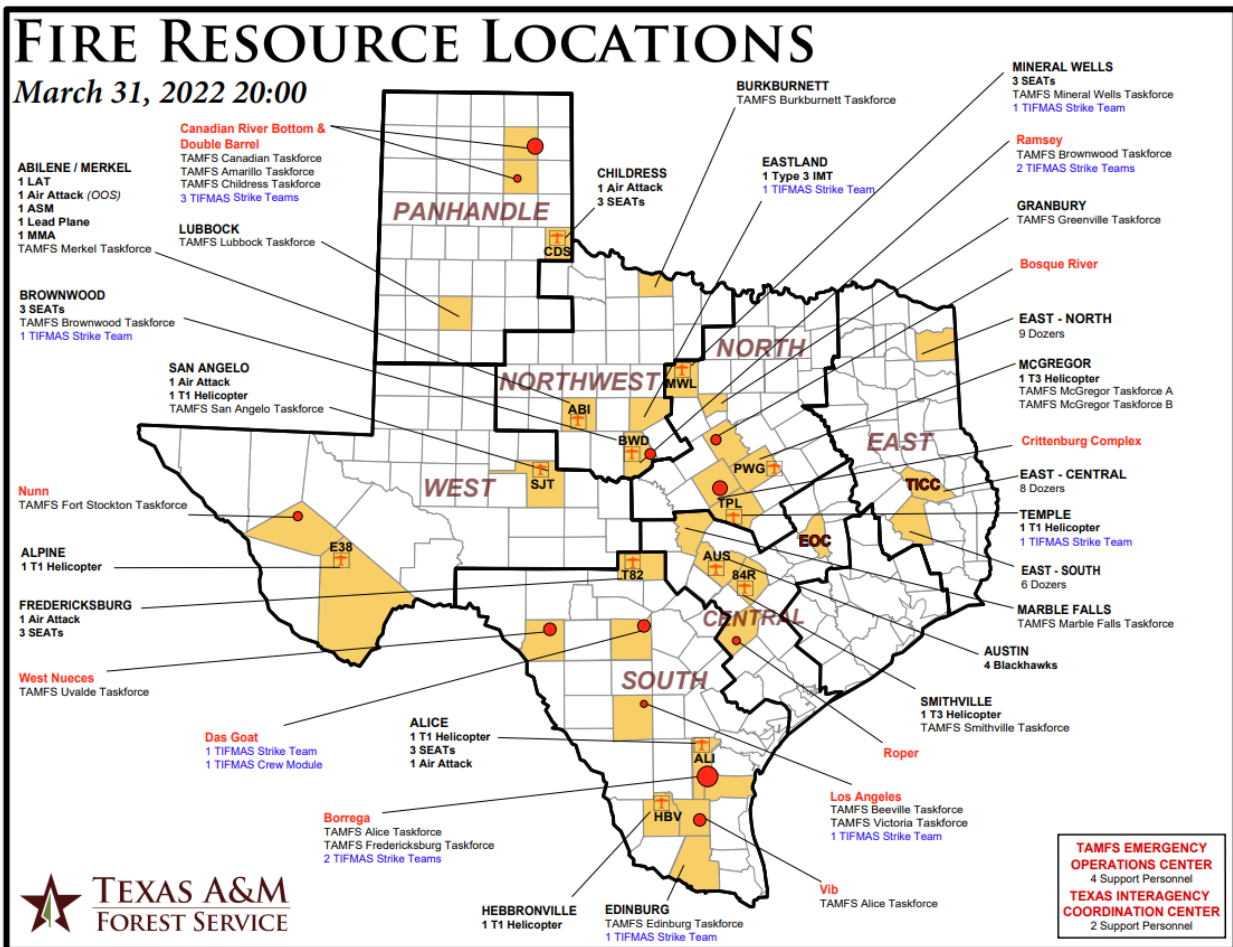 FIRE RESOURCE LOCATIONS
March 31, 2022 20:00
Canadian River Bottom &
Double Barrel
TAMFS Canadian Taskforce
TAMFS Amarillo Taskforce
TAMFS Childress Taskforce
3 TIFMAS Strike Teams
ABILENE / MERKEL
1 LAT
1 Air Attack (OOS)
1 ASM
1 Lead Plane
1 MMA
TAMFS Merkel Taskforce
LUBBOCK
TAMFS Lubbock Taskforce
BROWNWOOD
3 SEATs
TAMFS Brownwood Taskforce
1 TIFMAS Strike Team
SAN ANGELO
1 Air Attack
1 T1 Helicopter
TAMFS San Angelo Taskforce
Nunn
TAMFS Fort Stockton Taskforce
ALPINE
1 T1 Helicopter
FREDERICKSBURG
1 Air Attack
3 SEATs
West Nueces
TAMFS Uvalde Taskforce
Das Goat
1 TIFMAS Strike Team
1 TIFMAS Crew Module
ALICE
1 T1 Helicopter
3 SEATs
1 Air Attack
Borrega
TAMFS Alice Taskforce
TAMFS Fredericksburg Taskforce
2 TIFMAS Strike Teams
HEBBRONVILLE
1 T1 Helicopter
EDINBURG
TAMFS Edinburg Taskforce
1 TIFMAS Strike Team
CHILDRESS
1 Air Attack
3 SEATs
BURKBURNETT
TAMFS Burkburnett Taskforce
EASTLAND
1 Type 3 IMT
1 TIFMAS Strike Team
MINERAL WELLS
3 SEATs
TAMFS Mineral Wells Taskforce
1 TIFMAS Strike Team
Ramsey
TAMFS Brownwood Taskforce
2 TIFMAS Strike Teams
GRANBURY
TAMFS Greenville Taskforce
Bosque River
EAST - NORTH
9 Dozers
MCGREGOR
1 T3 Helicopter
TAMFS McGregor Taskforce A
TAMFS McGregor Taskforce B
Crittenburg Complex
EAST - CENTRAL
8 Dozers
TEMPLE
1 T1 Helicopter
1 TIFMAS Strike Team
EAST - SOUTH
6 Dozers
MARBLE FALLS
TAMFS Marble Falls Taskforce
AUSTIN
4 Blackhawks
SMITHVILLE
1 T3 Helicopter
TAMFS Smithville Taskforce
Roper
Los Angeles
TAMFS Beeville Taskforce
TAMFS Victoria Taskforce
1 TIFMAS Strike Team
Vib
TAMFS Alice Taskforce
PANHANDLE
CDS
NORTH
NORTHWEST
MWL
ABI
BWD
EAST
PWG
WEST
SJT
TICC
TPL
EOC
E38
AUS
T82
84R
CENTRAL
SOUTH
ALI
HBV
TEXAS A&M
FOREST SERVICE
TAMFS EMERGENCY
OPERATIONS CENTER
4 Support Personnel
TEXAS INTERAGENCY
COORDINATION CENTER
2 Support Personnel